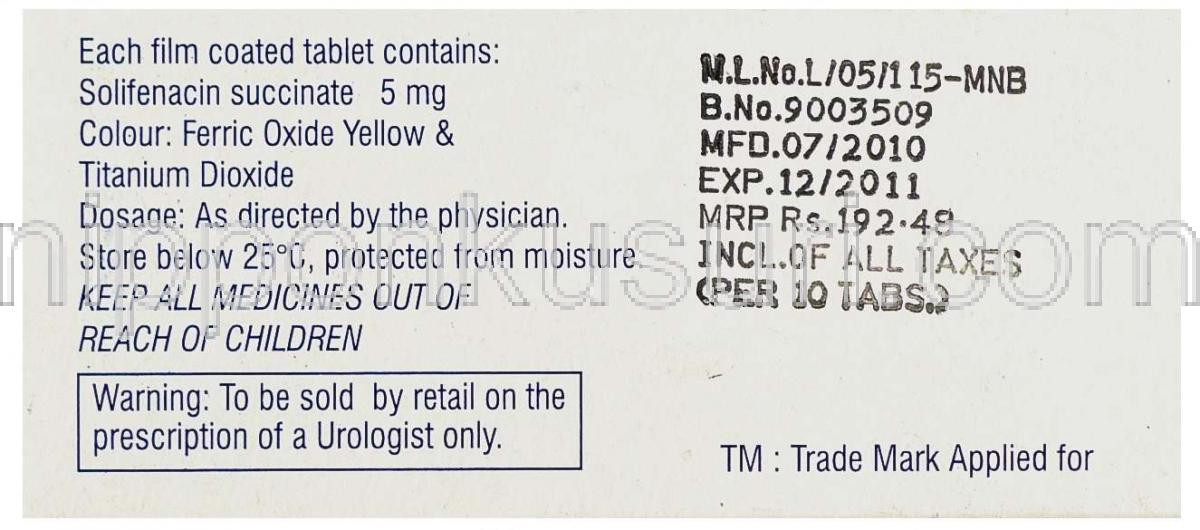 Each film coated tablet contains:
Solifenacin succinate 5 mg
Colour: Ferric Oxide Yellow &
Titanium Dioxide
Dosage: As directed by the physician.
Store below 25°C, protected from moisture
KEEP ALL MEDICINES OUT OF
REACH OF CHILDREN
Warning: To be sold by retail on the
prescription of a Urologist only.
M.L.No.L/05/115-MNB
B.No.9003509
MFD.07/2010
EXP.12/2011
MRP Rs.192.48
INCL.OF ALL TAXES
(PER 10 TABS.)
TM : Trade Mark Applied for
nipponkusuri.com